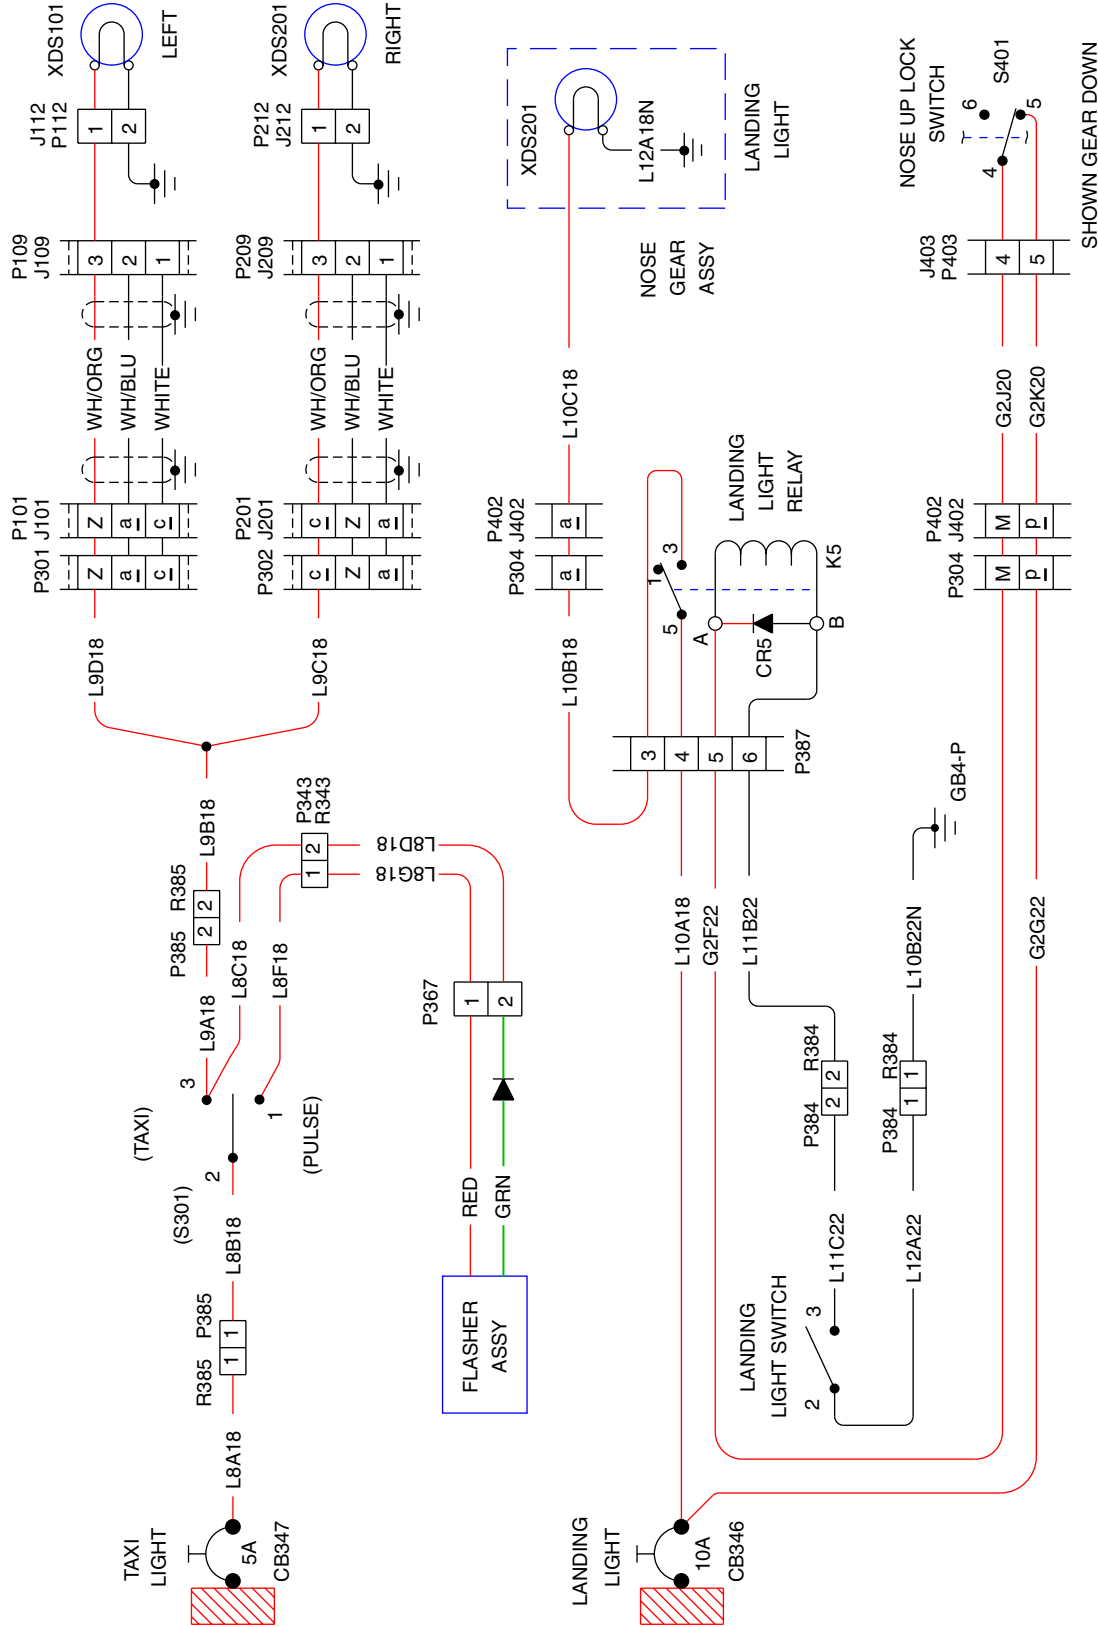 TAXI
LIGHT
5A
CB347
L8A18
R385
P385
1
1
L8B18
(S301)
2
(TAXI)
3
1
(PULSE)
L9A18
P385
R385
2
2
L9B18
L8C18
L8F18
P343
R343
1
2
L8D18
L8G18
P367
1
2
RED
GRN
FLASHER
ASSY
L9D18
P301
J101
P101
Z
Z
a
a
c
c
WH/ORG
WH/BLU
WHITE
P109
J109
3
2
1
J112
P112
1
2
XDS101
LEFT
L9C18
P302
J201
P201
c
c
Z
Z
a
a
WH/ORG
WH/BLU
WHITE
P209
J209
3
2
1
P212
J212
1
2
XDS201
RIGHT
LANDING
LIGHT
10A
CB346
L10A18
G2F22
L11B22
P387
3
4
5
6
L10B18
P304
J402
P402
a
a
L10C18
NOSE
GEAR
ASSY
XDS201
L12A18N
LANDING
LIGHT
5
1
3
A
B
CR5
K5
LANDING
LIGHT
RELAY
LANDING
LIGHT SWITCH
2
3
L11C22
P384
R384
2
2
L12A22
P384
R384
1
1
L10B22N
GB4-P
G2G22
P304
J402
P402
M
M
p
p
G2J20
G2K20
J403
P403
4
5
NOSE UP LOCK
SWITCH
4
6
5
S401
SHOWN GEAR DOWN